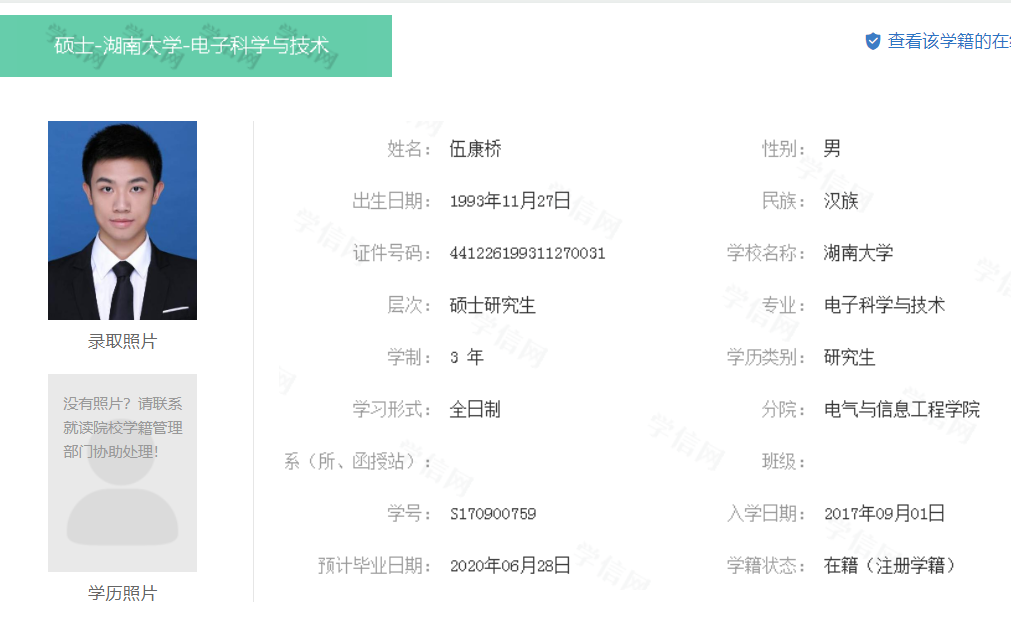 硕士-湖南大学-电子科学与技术
查看该学籍的在
姓名： 伍康桥
性别： 男
出生日期： 1993年11月27日
民族： 汉族
证件号码： 441226199311270031
学校名称： 湖南大学
层次： 硕士研究生
专业： 电子科学与技术
学制： 3 年
学历类别： 研究生
学习形式： 全日制
分院： 电气与信息工程学院
系（所、函授站）：
班级：
学号： S170900759
入学日期： 2017年09月01日
预计毕业日期： 2020年06月28日
学籍状态： 在籍（注册学籍）
录取照片
没有照片？请联系
就读院校学籍管理
部门协助处理！
学历照片
学信网